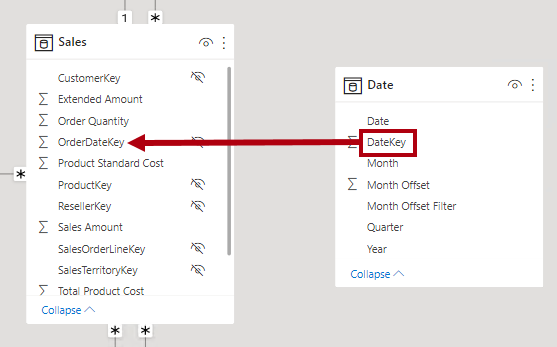 1 *
Sales
CustomerKey
Σ Extended Amount
Σ Order Quantity
Σ OrderDateKey
Σ Product Standard Cost
ProductKey
ResellerKey
Σ Sales Amount
SalesOrderLineKey
SalesTerritoryKey
Σ Total Product Cost
Collapse
*
* *
Date
Date
Σ DateKey
Month
Σ Month Offset
Month Offset Filter
Quarter
Year
Collapse